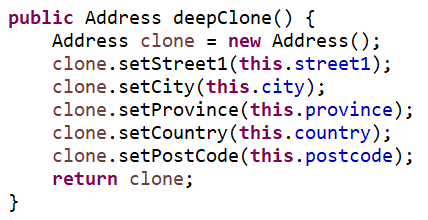 public Address deepClone() {
    Address clone = new Address();
    clone.setStreet1(this.street1);
    clone.setCity(this.city);
    clone.setProvince(this.province);
    clone.setCountry(this.country);
    clone.setPostCode(this.postcode);
    return clone;
}